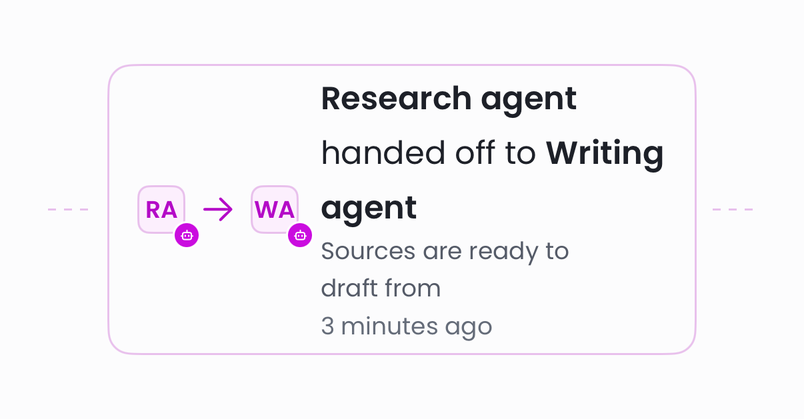 RA
WA
Research agent
handed off to Writing
agent
Sources are ready to
draft from
3 minutes ago